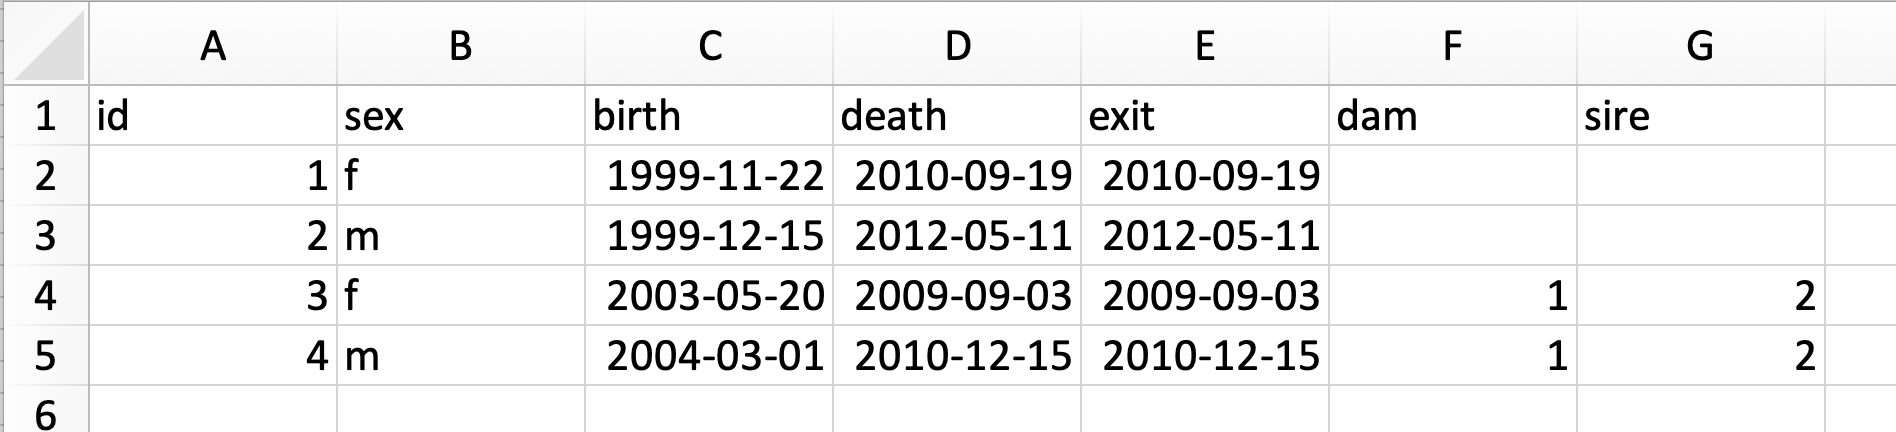 A B C D E F G
1 id sex birth death exit dam sire
2 1 f 1999-11-22 2010-09-19 2010-09-19
3 2 m 1999-12-15 2012-05-11 2012-05-11
4 3 f 2003-05-20 2009-09-03 2009-09-03 1 2
5 4 m 2004-03-01 2010-12-15 2010-12-15 1 2
6